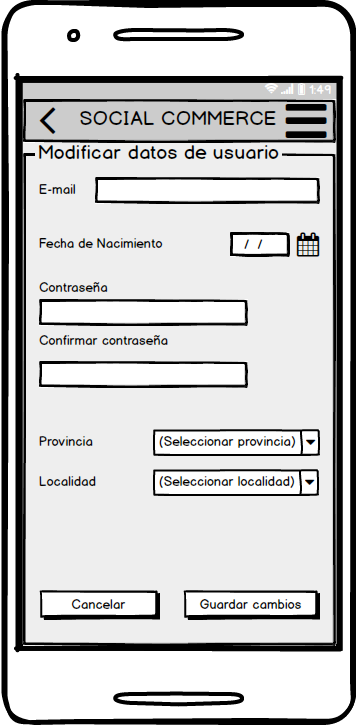 1:49
SOCIAL COMMERCE
Modificar datos de usuario
E-mail
Fecha de Nacimiento / /
Contraseña
Confirmar contraseña
Provincia (Seleccionar provincia)
Localidad (Seleccionar localidad)
Cancelar Guardar cambios